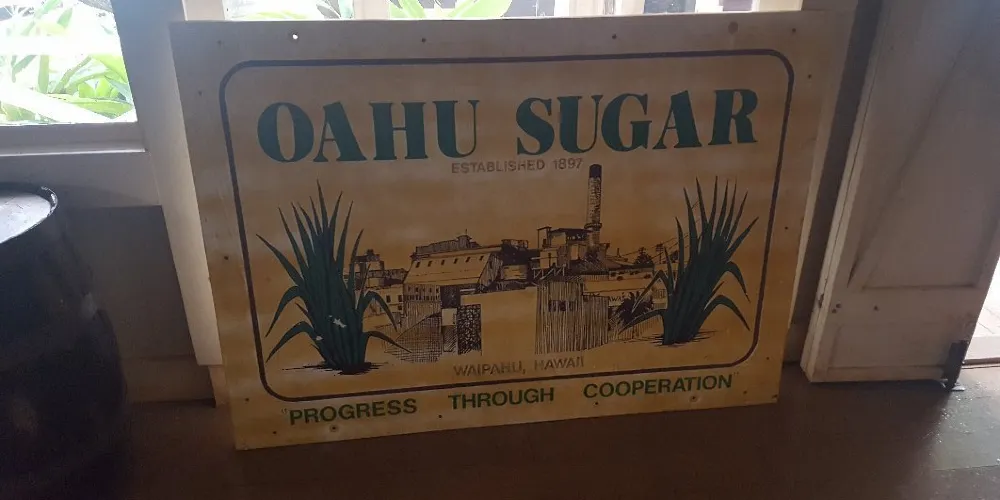 OAHU SUGAR
ESTABLISHED 1897
WAIPAHU, HAWAII
"PROGRESS THROUGH COOPERATION"